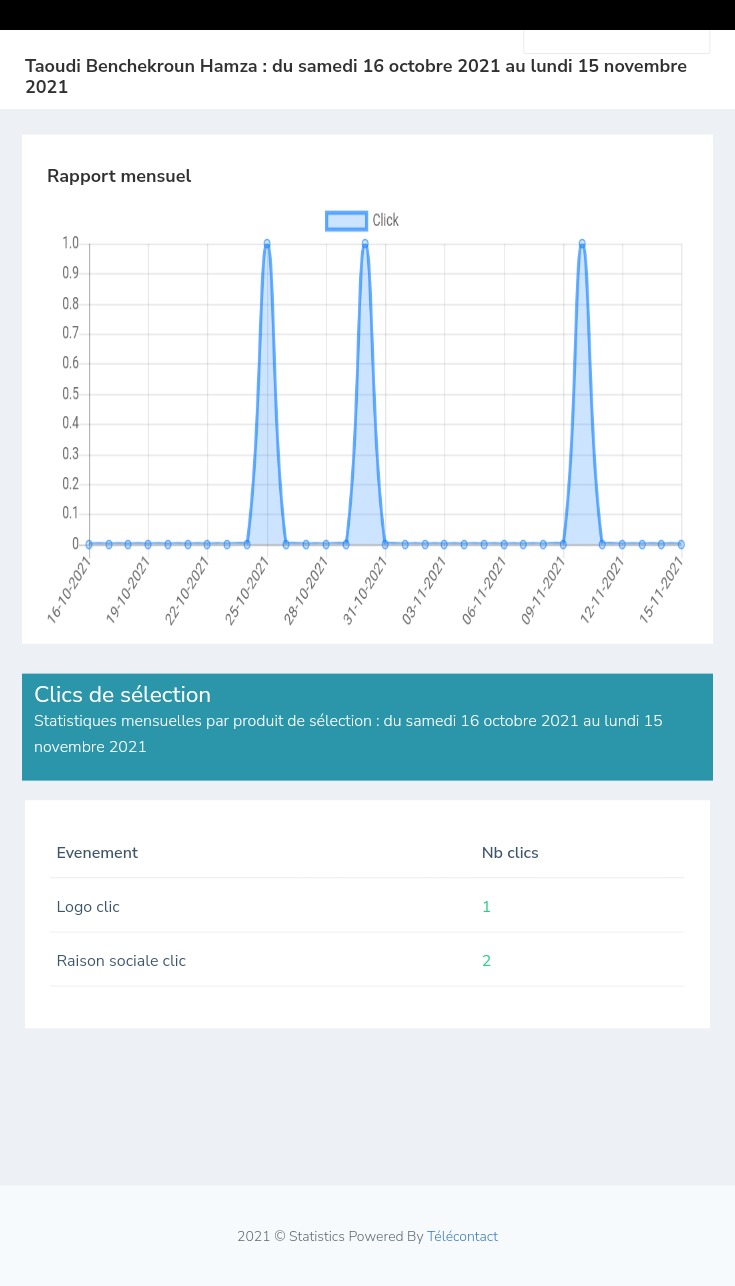 Taoudi Benchekroun Hamza : du samedi 16 octobre 2021 au lundi 15 novembre
2021
Rapport mensuel
Click
1.0
0.9
0.8
0.7
0.6
0.5
0.4
0.3
0.2
0.1
0
16-10-2021
19-10-2021
22-10-2021
25-10-2021
28-10-2021
31-10-2021
03-11-2021
06-11-2021
09-11-2021
12-11-2021
15-11-2021
Clics de sélection
Statistiques mensuelles par produit de sélection : du samedi 16 octobre 2021 au lundi 15
novembre 2021
Evenement Nb clics
Logo clic 1
Raison sociale clic 2
2021 © Statistics Powered By Télécontact